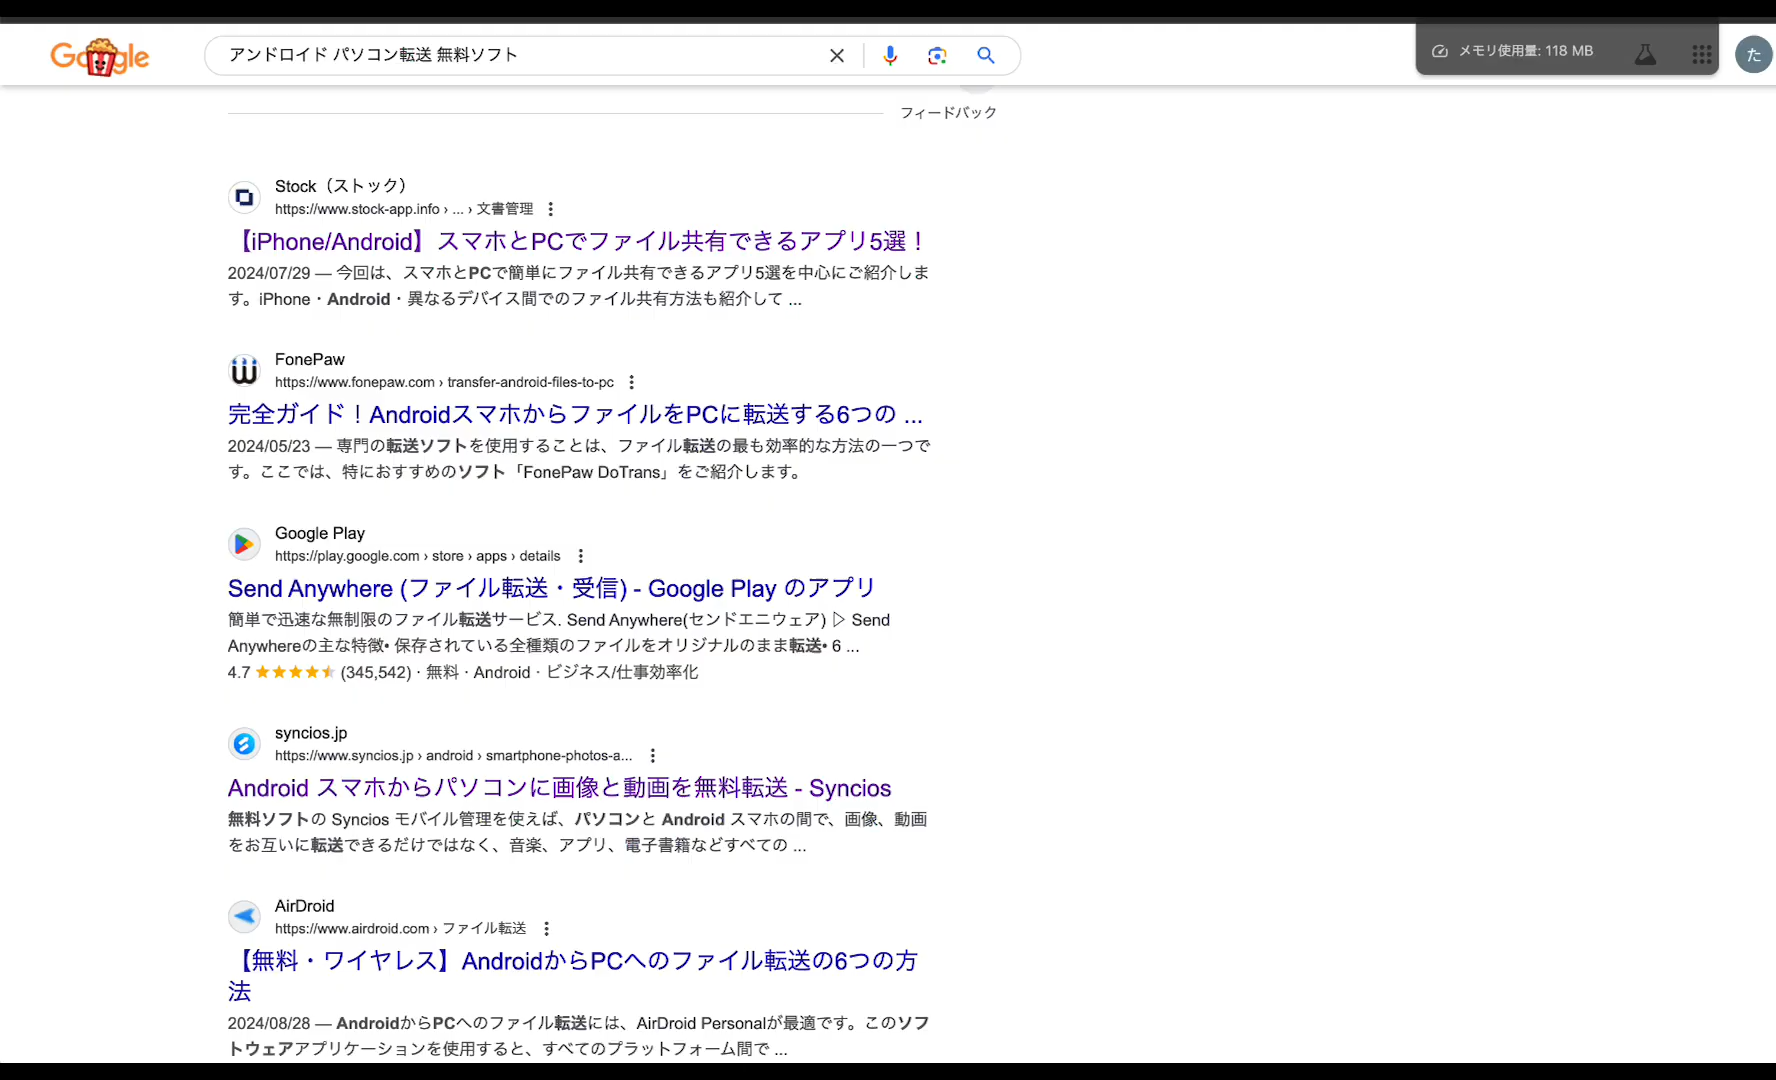 Google
アンドロイド パソコン転送 無料ソフト
メモリ使用量: 118 MB
た
フィードバック
Stock（ストック）
https://www.stock-app.info › ... › 文書管理
【iPhone/Android】スマホとPCでファイル共有できるアプリ5選！
2024/07/29 — 今回は、スマホとPCで簡単にファイル共有できるアプリ5選を中心にご紹介しま
す。iPhone・Android・異なるデバイス間でのファイル共有方法も紹介して ...
FonePaw
https://www.fonepaw.com › transfer-android-files-to-pc
完全ガイド！AndroidスマホからファイルをPCに転送する6つの ...
2024/05/23 — 専門の転送ソフトを使用することは、ファイル転送の最も効率的な方法の一つで
す。ここでは、特におすすめのソフト「FonePaw DoTrans」をご紹介します。
Google Play
https://play.google.com › store › apps › details
Send Anywhere (ファイル転送・受信) - Google Play のアプリ
簡単で迅速な無制限のファイル転送サービス. Send Anywhere(センドエニウェア) ▷ Send
Anywhereの主な特徴• 保存されている全種類のファイルをオリジナルのまま転送• 6 ...
4.7 ★★★★★ (345,542) · 無料 · Android · ビジネス/仕事効率化
syncios.jp
https://www.syncios.jp › android › smartphone-photos-a...
Android スマホからパソコンに画像と動画を無料転送 - Syncios
無料ソフトの Syncios モバイル管理を使えば、パソコンと Android スマホの間で、画像、動画
をお互いに転送できるだけではなく、音楽、アプリ、電子書籍などすべての ...
AirDroid
https://www.airdroid.com › ファイル転送
【無料・ワイヤレス】AndroidからPCへのファイル転送の6つの方
法
2024/08/28 — AndroidからPCへのファイル転送には、AirDroid Personalが最適です。このソフ
トウェアアプリケーションを使用すると、すべてのプラットフォーム間で ...